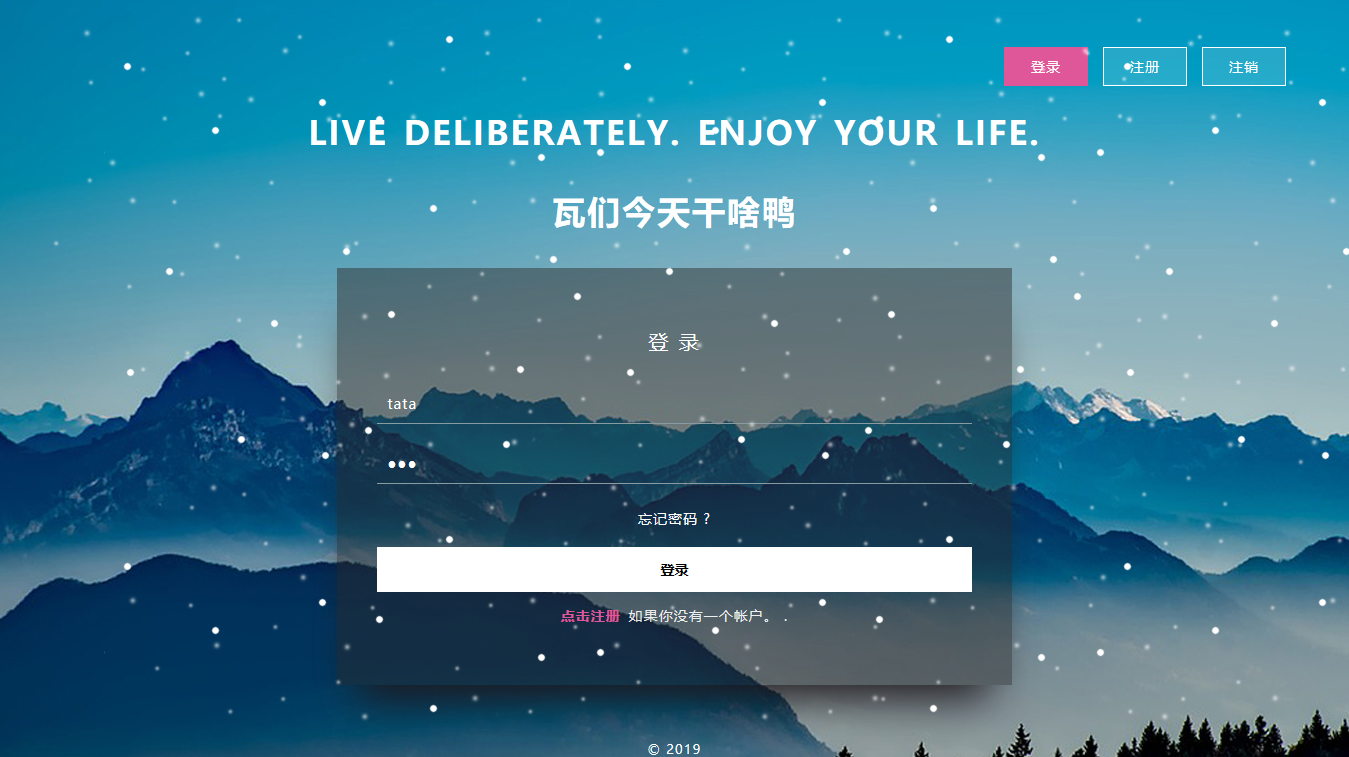 登录 注册 注销
LIVE DELIBERATELY. ENJOY YOUR LIFE.
瓦们今天干啥鸭
登 录
tata
●●●
忘记密码 ?
登录
点击注册 如果你没有一个帐户。 .
© 2019